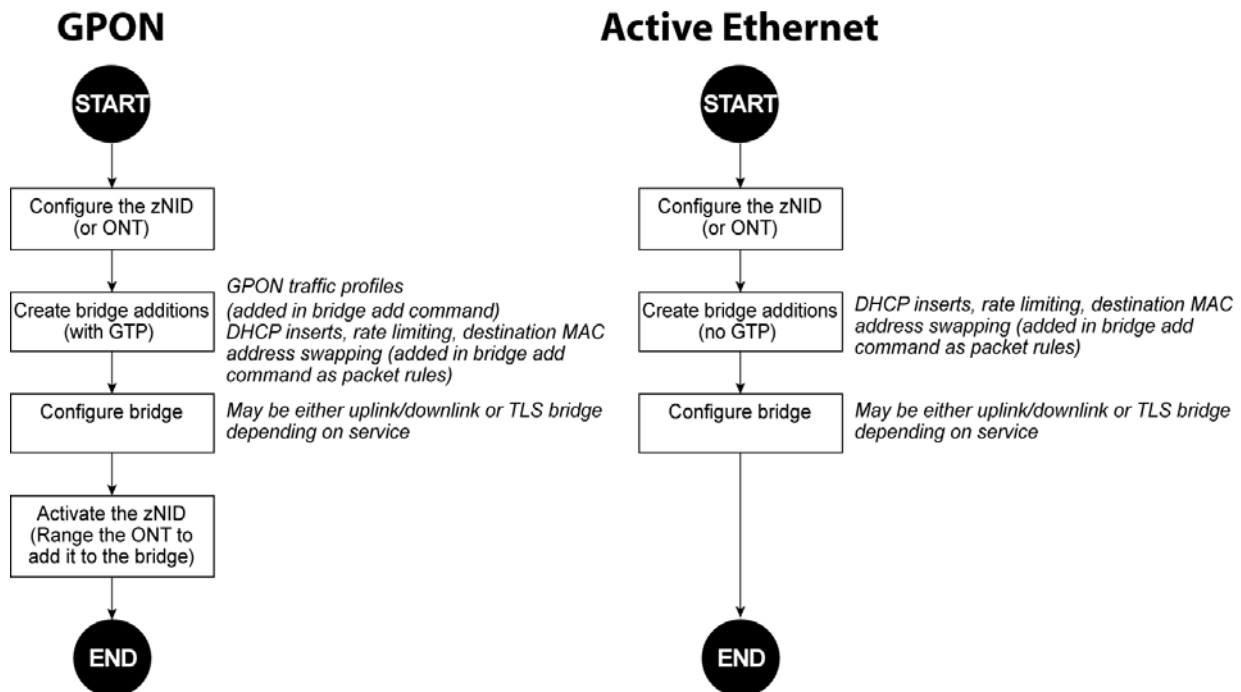 GPON
START
Configure the zNID
(or ONT)
Create bridge additions
(with GTP)
GPON traffic profiles
(added in bridge add command)
DHCP inserts, rate limiting, destination MAC
address swapping (added in bridge add
command as packet rules)
Configure bridge
May be either uplink/downlink or TLS bridge
depending on service
Activate the zNID
(Range the ONT to
add it to the bridge)
END
Active Ethernet
START
Configure the zNID
(or ONT)
Create bridge additions
(no GTP)
DHCP inserts, rate limiting, destination MAC
address swapping (added in bridge add
command as packet rules)
Configure bridge
May be either uplink/downlink or TLS bridge
depending on service
END